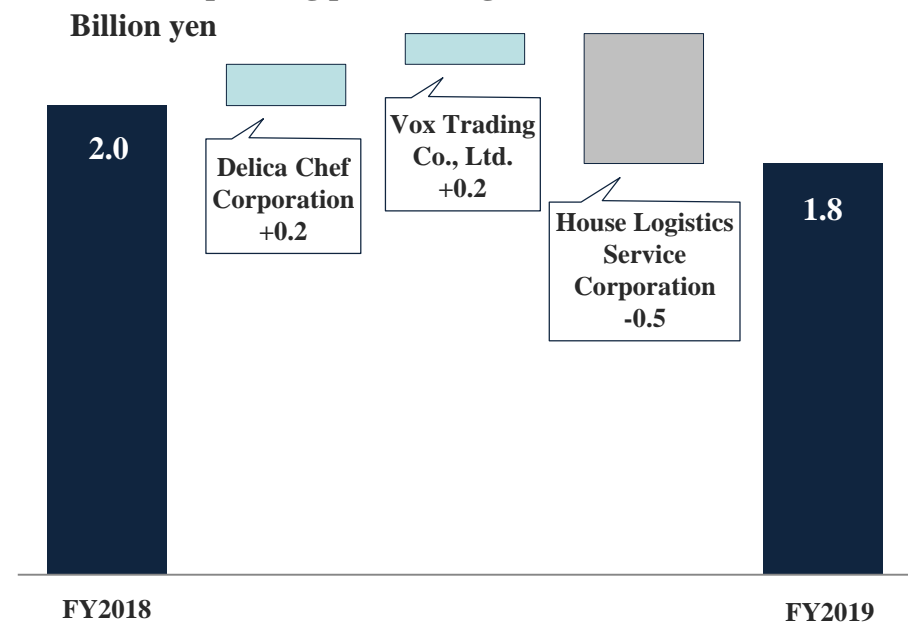 Billion yen
2.0
Delica Chef
Corporation
+0.2
Vox Trading
Co., Ltd.
+0.2
House Logistics
Service
Corporation
-0.5
1.8
FY2018
FY2019